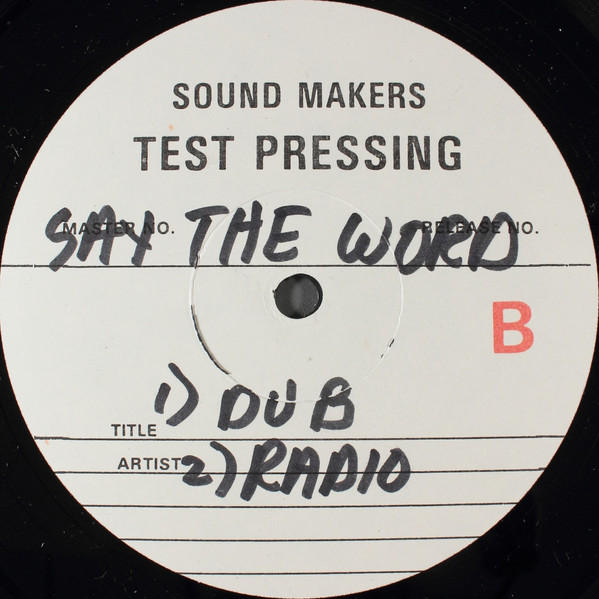 SOUND MAKERS
TEST PRESSING
MASTER NO. RELEASE NO.
SAY THE WORD
B
1) DUB
TITLE
ARTIST 2) RADIO